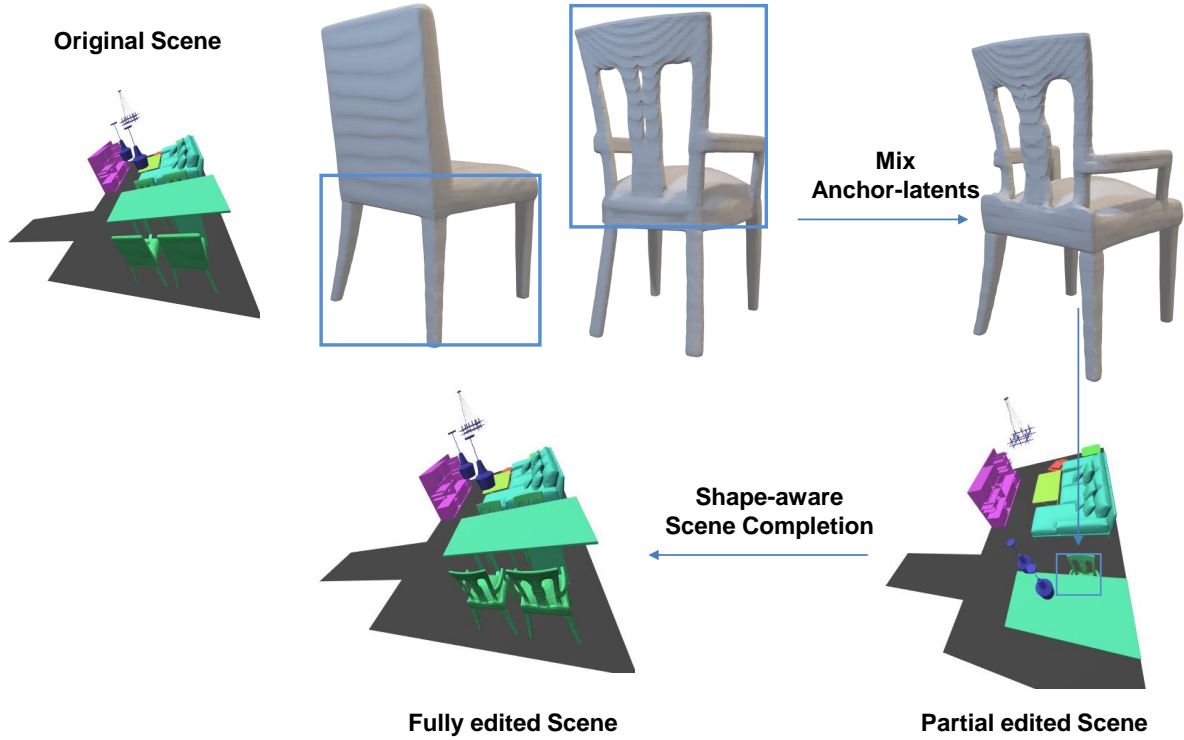 Original Scene
Mix
Anchor-latents
Shape-aware
Scene Completion
Fully edited Scene
Partial edited Scene